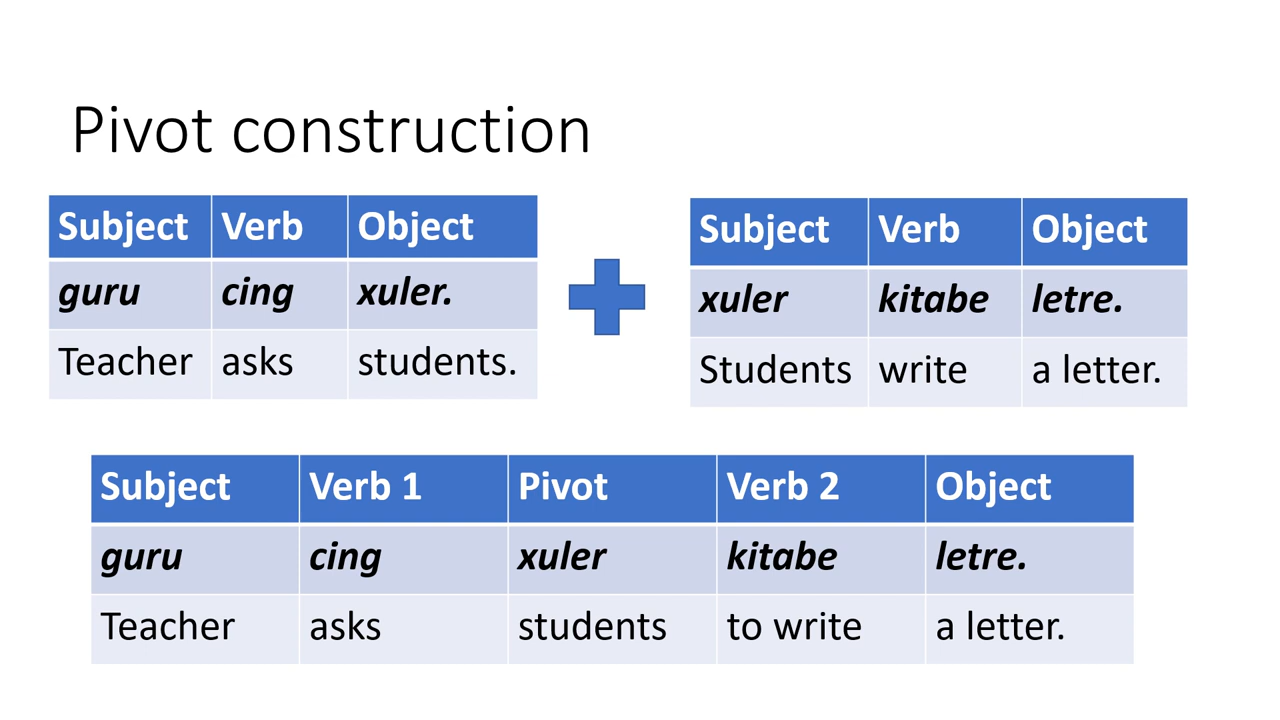 Pivot construction
Subject Verb Object
guru cing xuler.
Teacher asks students.
Subject Verb Object
xuler kitabe letre.
Students write a letter.
Subject Verb 1 Pivot Verb 2 Object
guru cing xuler kitabe letre.
Teacher asks students to write a letter.